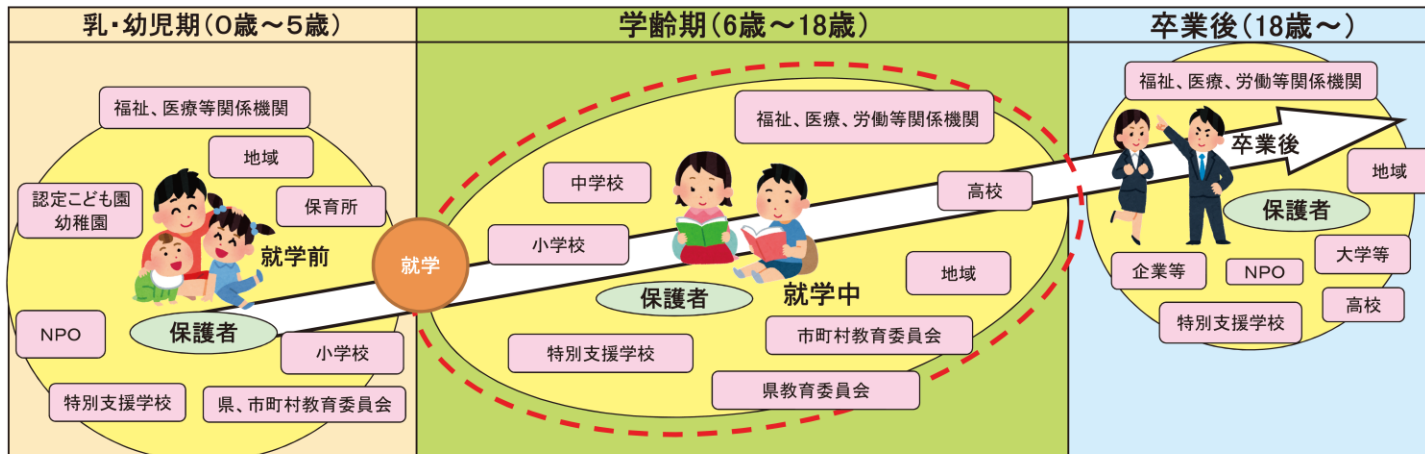 乳・幼児期(0歳～5歳)
福祉、医療等関係機関
地域
認定こども園
幼稚園
保育所
就学前
NPO
保護者
小学校
特別支援学校
県、市町村教育委員会
就学
学齢期(6歳～18歳)
福祉、医療、労働等関係機関
中学校
高校
小学校
地域
保護者
就学中
市町村教育委員会
特別支援学校
県教育委員会
卒業後(18歳～)
福祉、医療、労働等関係機関
卒業後
地域
保護者
大学等
企業等
NPO
高校
特別支援学校